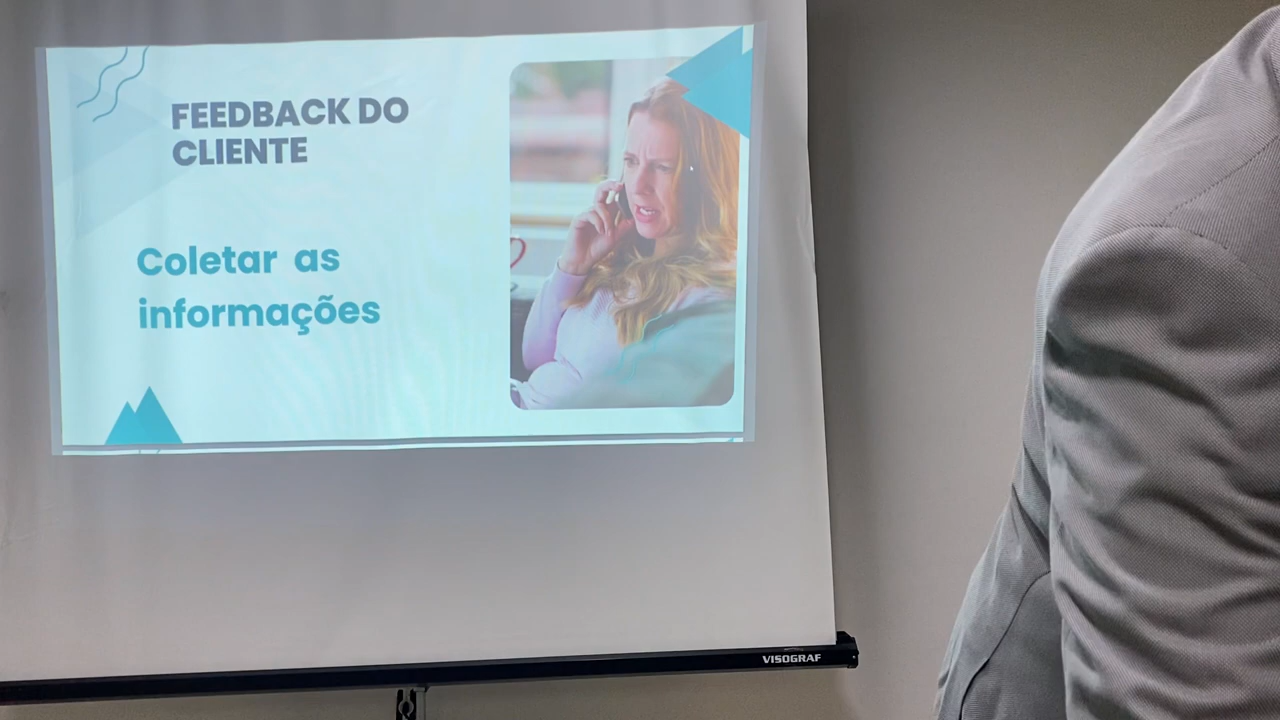 FEEDBACK DO
CLIENTE
Coletar as
informações
VISOGRAF